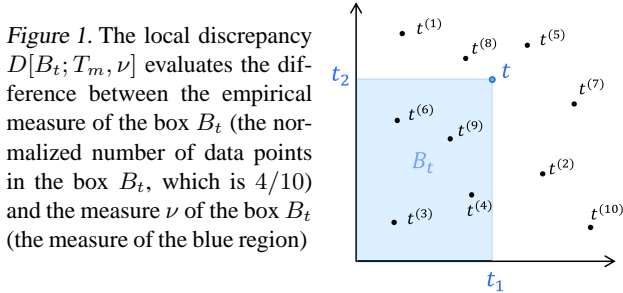 Figure 1. The local discrepancy
D[B_t; T_m, ν] evaluates the dif-
ference between the empirical
measure of the box B_t (the nor-
malized number of data points
in the box B_t, which is 4/10)
and the measure ν of the box B_t
(the measure of the blue region)
t^(1)
t^(8)
t^(5)
t_2
t
t^(7)
t^(6)
t^(9)
B_t
t^(2)
t^(4)
t^(3)
t^(10)
t_1